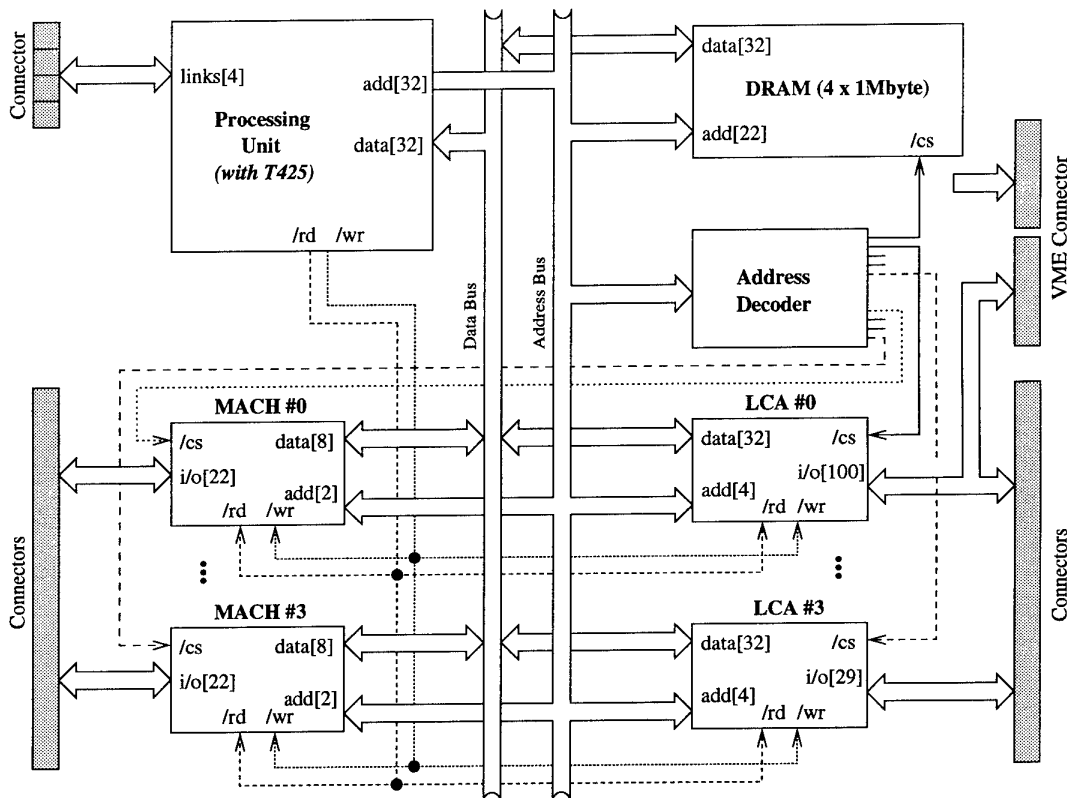 Connector
links[4]
add[32]
Processing
Unit
(with T425)
data[32]
/rd /wr
Data Bus
Address Bus
data[32]
DRAM (4 x 1Mbyte)
add[22]
/cs
VME Connector
Address
Decoder
MACH #0
/cs
data[8]
i/o[22]
add[2]
/rd /wr
LCA #0
data[32]
/cs
i/o[100]
add[4]
/rd /wr
Connectors
Connectors
MACH #3
/cs
data[8]
i/o[22]
add[2]
/rd /wr
LCA #3
data[32]
/cs
i/o[29]
add[4]
/rd /wr